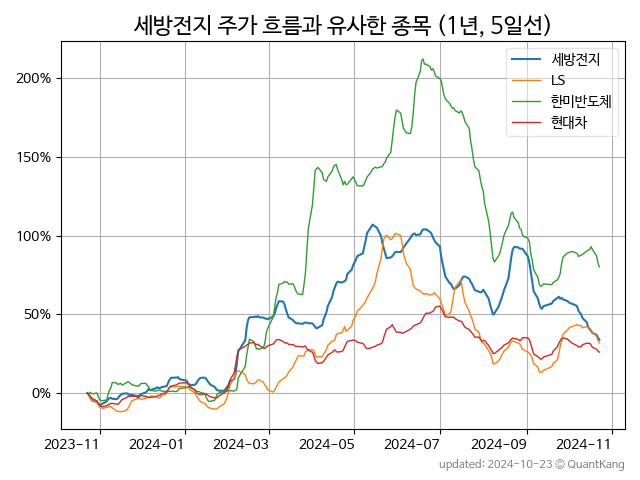 세방전지 주가 흐름과 유사한 종목 (1년, 5일선)
세방전지
LS
한미반도체
현대차
200%
150%
100%
50%
0%
2023-11 2024-01 2024-03 2024-05 2024-07 2024-09 2024-11
updated: 2024-10-23 © QuantKang